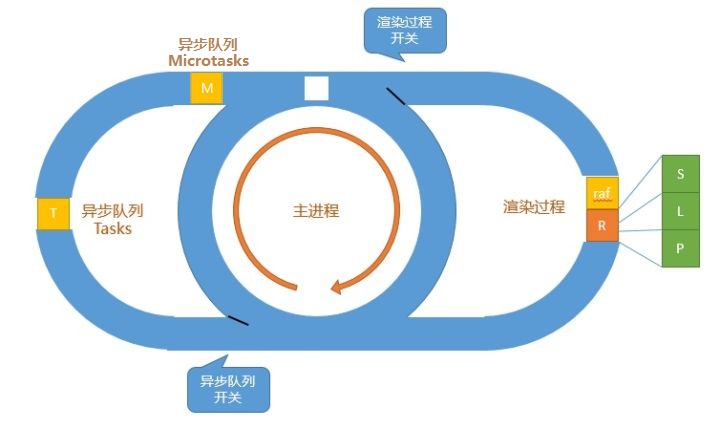 渲染过程
开关
异步队列
Microtasks
M
S
raf
L
T
异步队列
Tasks
主进程
渲染过程
R
P
异步队列
开关